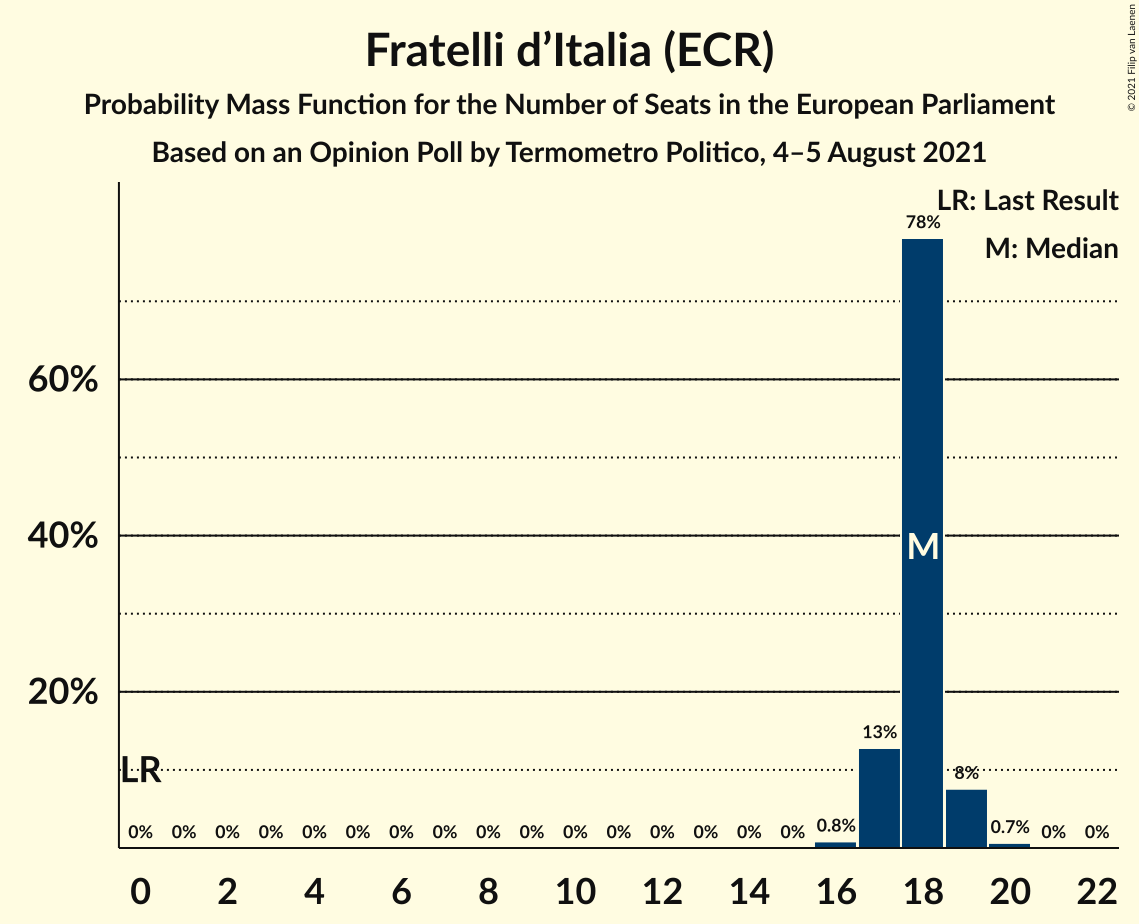 Fratelli d’Italia (ECR)
Probability Mass Function for the Number of Seats in the European Parliament
Based on an Opinion Poll by Termometro Politico, 4–5 August 2021
© 2021 Filip van Laenen
LR: Last Result
M: Median
78%
60%
40%
M
20%
13%
LR
8%
0% 0% 0% 0% 0% 0% 0% 0% 0% 0% 0% 0% 0% 0% 0% 0% 0.8% 0.7% 0% 0%
0 2 4 6 8 10 12 14 16 18 20 22